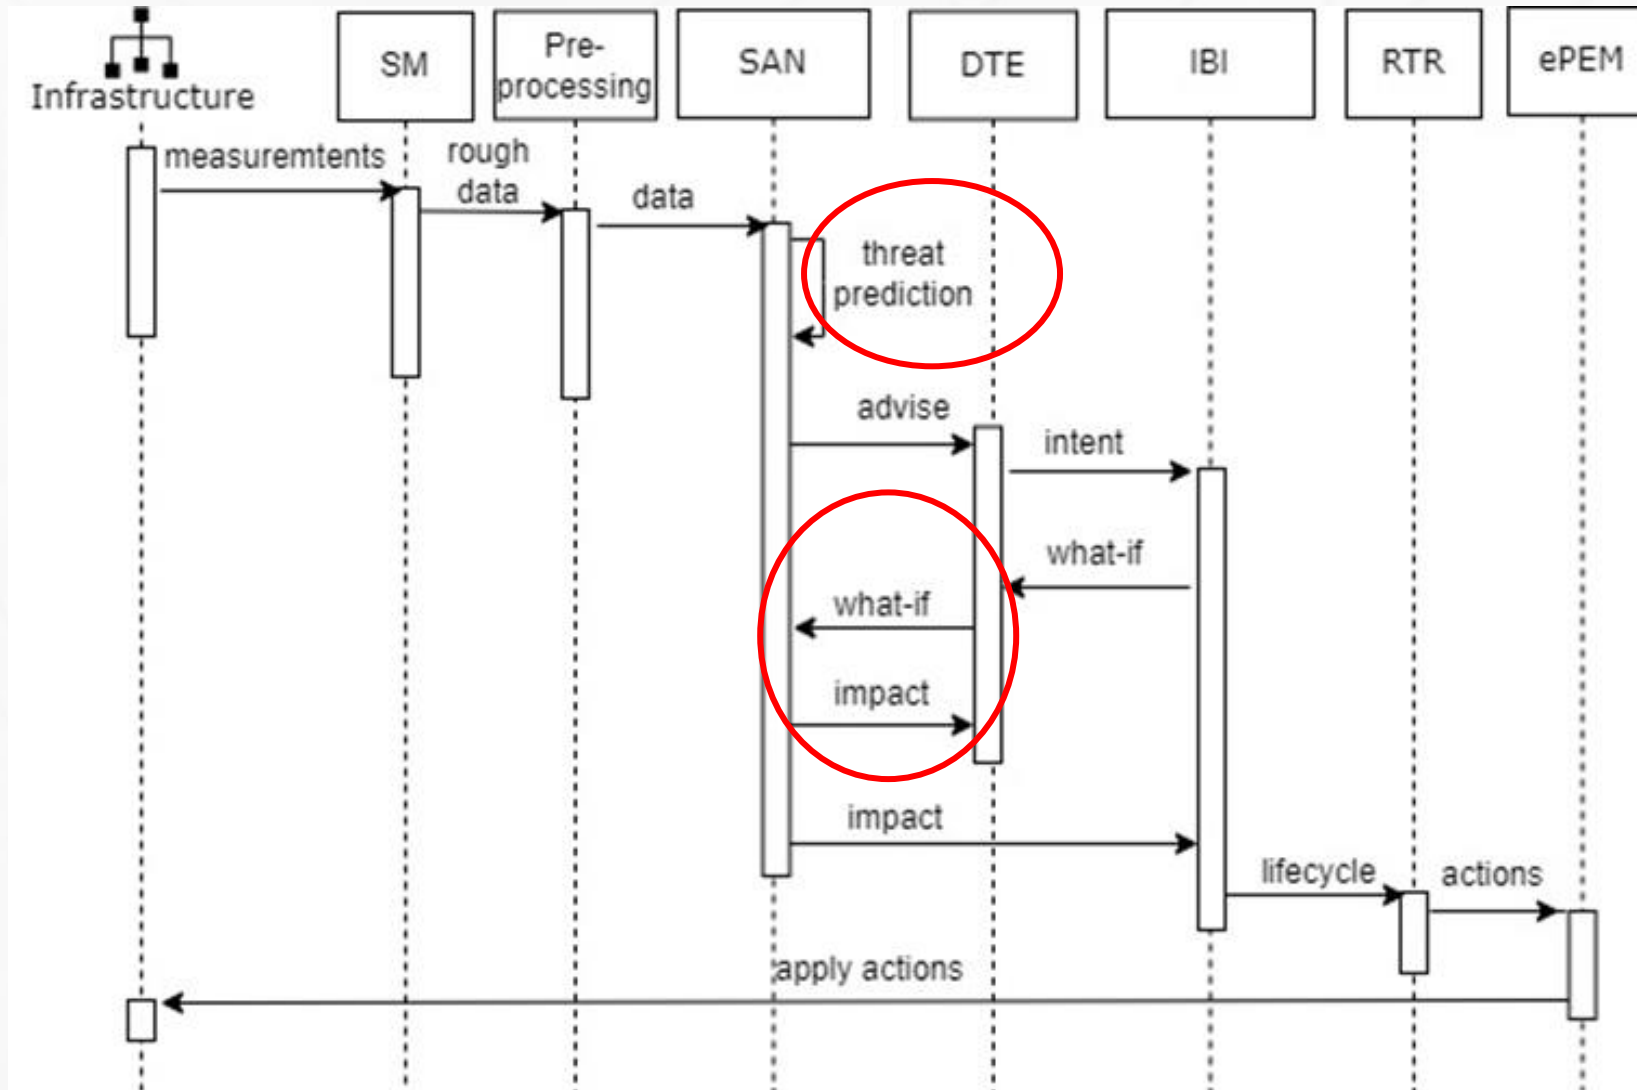 Infrastructure
SM
Pre-
processing
SAN
DTE
IBI
RTR
ePEM
measuremtents
rough
data
data
threat
prediction
advise
intent
what-if
what-if
impact
impact
lifecycle
actions
apply actions